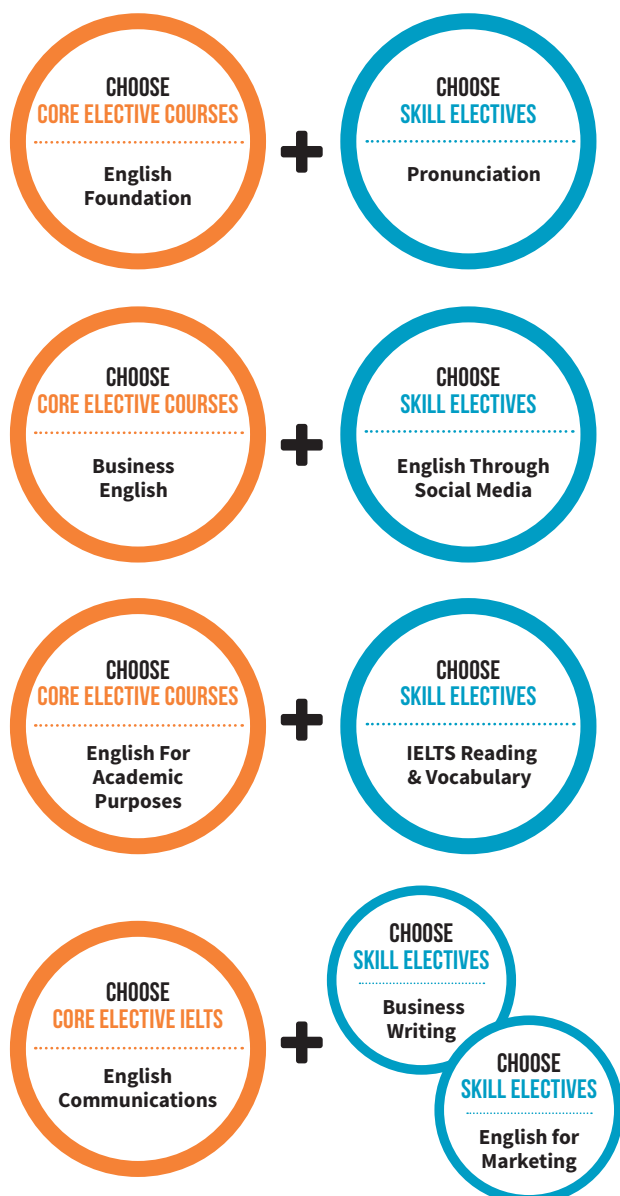 CHOOSE
CORE ELECTIVE COURSES
English
Foundation
+
CHOOSE
SKILL ELECTIVES
Pronunciation
CHOOSE
CORE ELECTIVE COURSES
Business
English
+
CHOOSE
SKILL ELECTIVES
English Through
Social Media
CHOOSE
CORE ELECTIVE COURSES
English For
Academic
Purposes
+
CHOOSE
SKILL ELECTIVES
IELTS Reading
& Vocabulary
CHOOSE
CORE ELECTIVE IELTS
English
Communications
+
CHOOSE
SKILL ELECTIVES
Business
Writing
CHOOSE
SKILL ELECTIVES
English for
Marketing